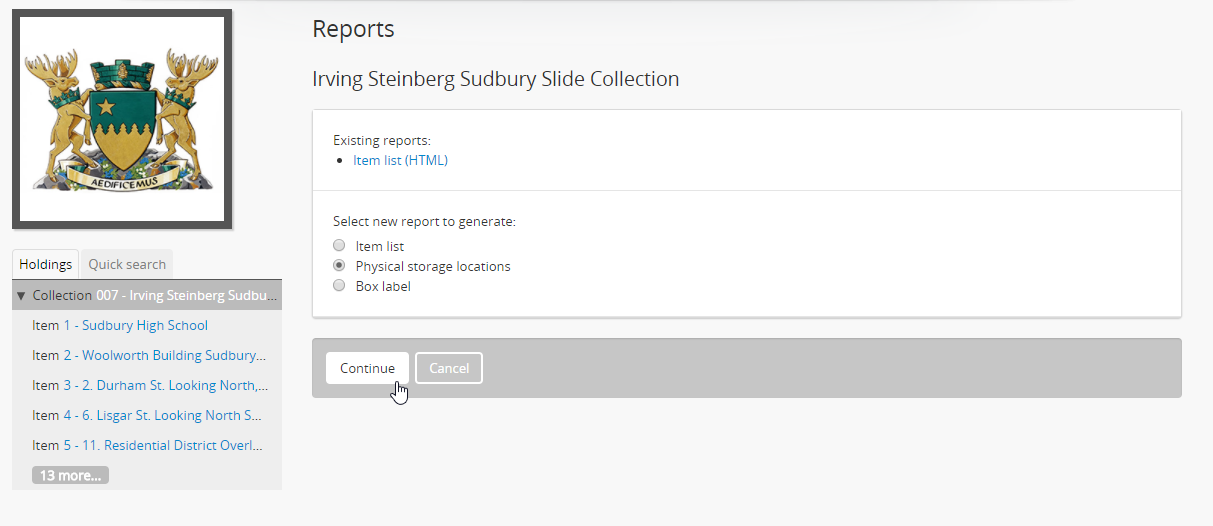 AEDIFICEMUS
Reports
Irving Steinberg Sudbury Slide Collection
Existing reports:
• Item list (HTML)
Select new report to generate:
Item list
Physical storage locations
Box label
Continue
Cancel
Holdings
Quick search
▼ Collection 007 - Irving Steinberg Sudbu...
Item 1 - Sudbury High School
Item 2 - Woolworth Building Sudbury...
Item 3 - 2. Durham St. Looking North,...
Item 4 - 6. Lisgar St. Looking North S...
Item 5 - 11. Residential District Overl...
13 more...